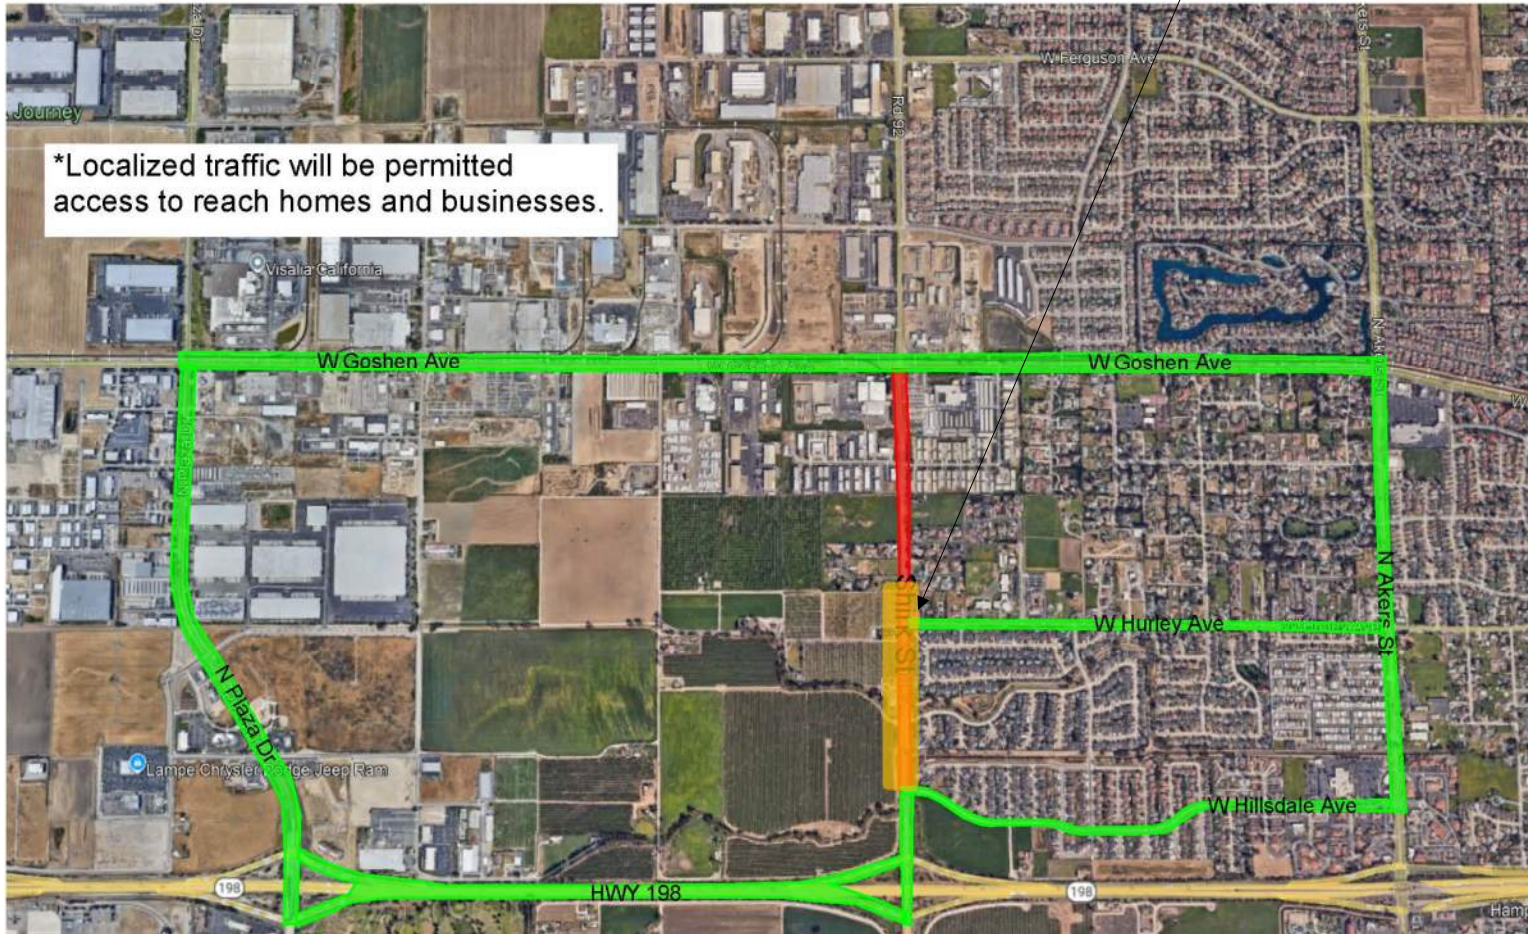 W Ferguson Ave
Rd 92
Journey
*Localized traffic will be permitted
access to reach homes and businesses.
Visalia California
N Akers St
W Goshen Ave
W Goshen Ave
W Hurley Ave
N Akers St
Shirk St
N Plaza Dr
Lampe Chrysler Dodge Jeep Ram
W Hillsdale Ave
198
HWY 198
198